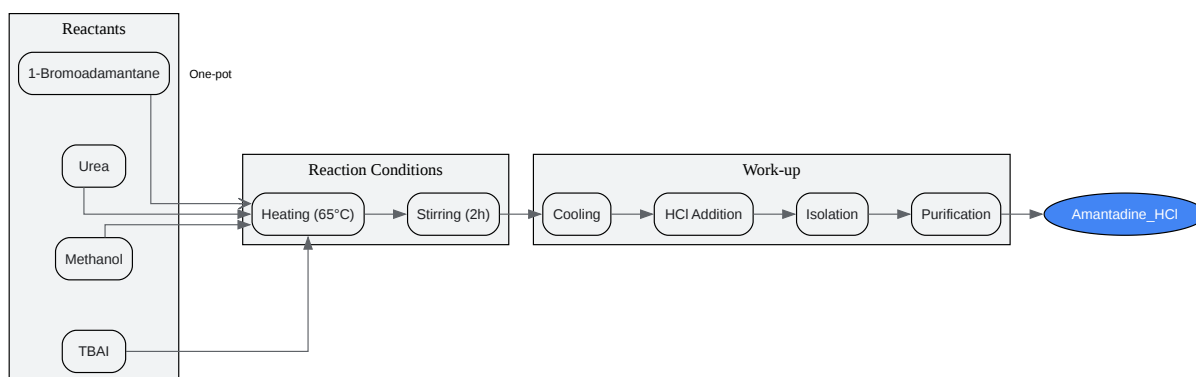 Reactants
1-Bromoadamantane
One-pot
Urea
Methanol
TBAI
Reaction Conditions
Heating (65°C)
Stirring (2h)
Work-up
Cooling
HCl Addition
Isolation
Purification
Amantadine_HCl